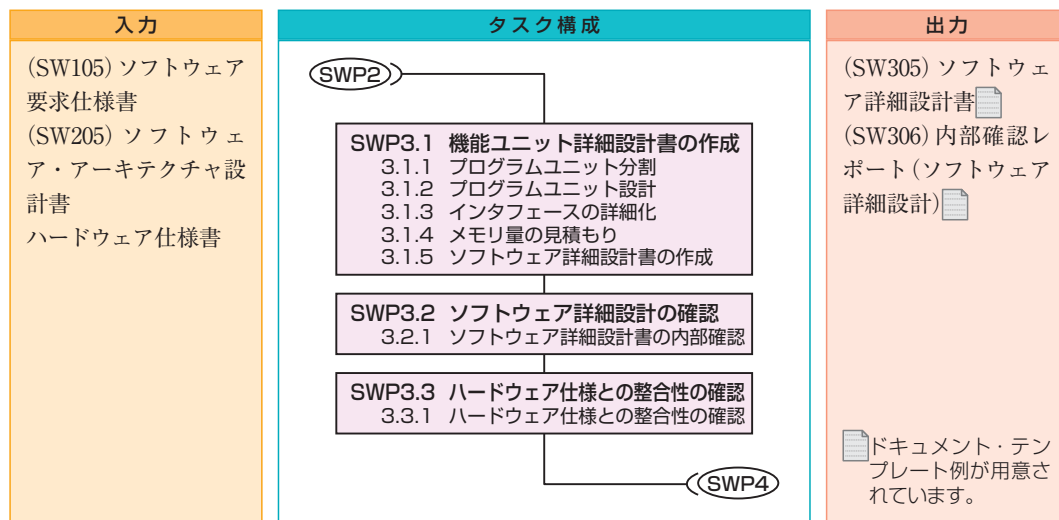 入力
(SW105)ソフトウェア
要求仕様書
(SW205)ソフトウェ
ア・アーキテクチャ設
計書
ハードウェア仕様書
タスク構成
SWP2
SWP3.1 機能ユニット詳細設計書の作成
3.1.1 プログラムユニット分割
3.1.2 プログラムユニット設計
3.1.3 インタフェースの詳細化
3.1.4 メモリ量の見積もり
3.1.5 ソフトウェア詳細設計書の作成
SWP3.2 ソフトウェア詳細設計の確認
3.2.1 ソフトウェア詳細設計書の内部確認
SWP3.3 ハードウェア仕様との整合性の確認
3.3.1 ハードウェア仕様との整合性の確認
SWP4
出力
(SW305)ソフトウェ
ア詳細設計書
(SW306)内部確認レ
ポート(ソフトウェア
詳細設計)
ドキュメント・テン
プレート例が用意さ
れています。